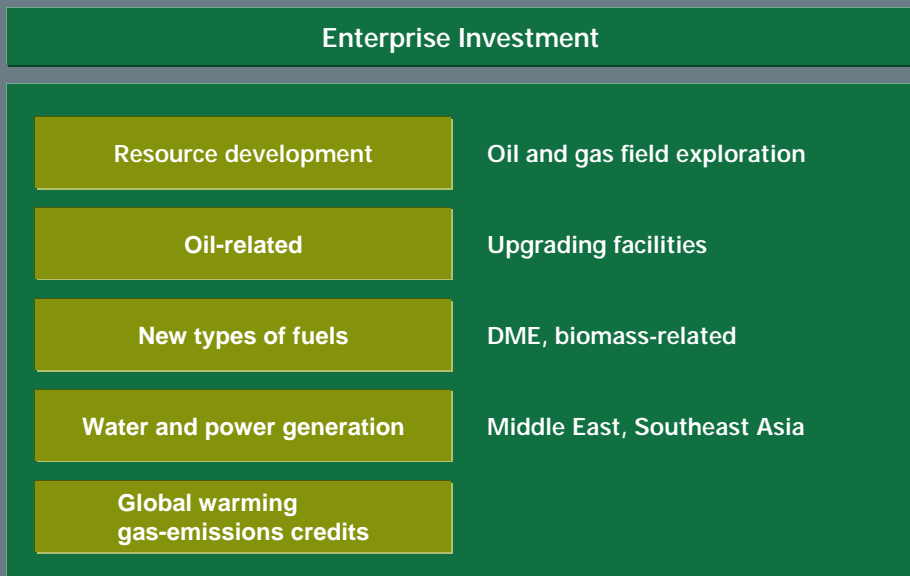 Enterprise Investment
Resource development
Oil and gas field exploration
Oil-related
Upgrading facilities
New types of fuels
DME, biomass-related
Water and power generation
Middle East, Southeast Asia
Global warming
gas-emissions credits